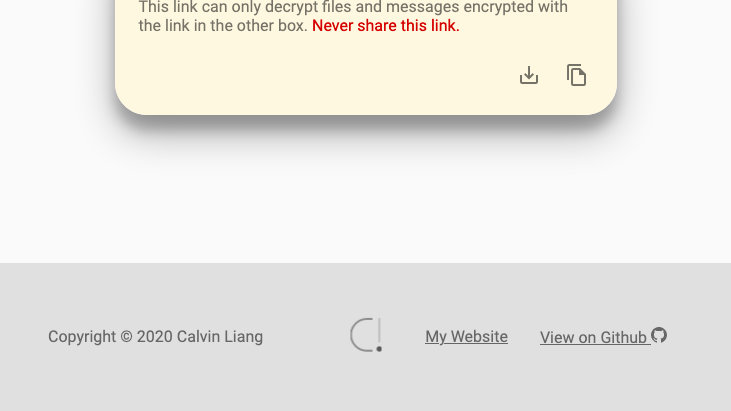 This link can only decrypt files and messages encrypted with
the link in the other box. Never share this link.
Copyright © 2020 Calvin Liang
My Website
View on Github